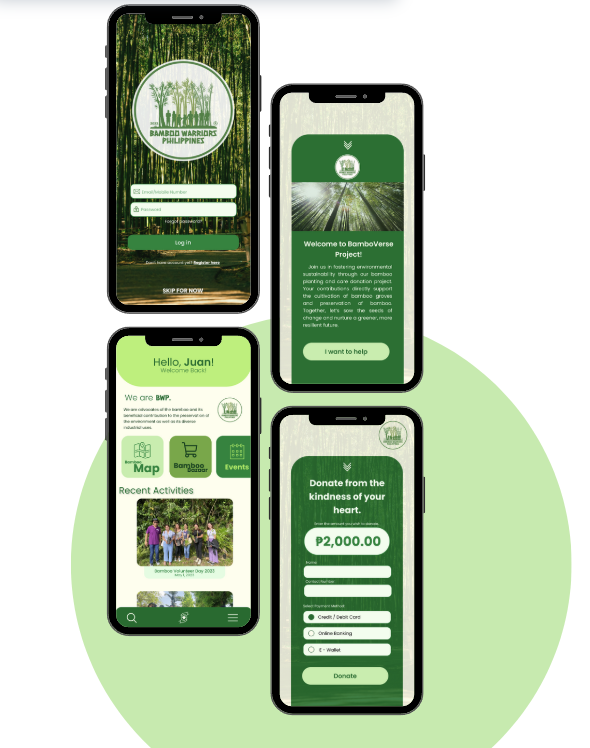 BAMBOO WARRIORS
PHILIPPINES
Email/Mobile Number
Password
Forgot password?
Log In
Don't have account yet? Register here
SKIP FOR NOW
Welcome to BamboVerse
Project!
Join us in fostering environmental
sustainability through our bamboo
planting and care donation project.
Your contributions directly support
the cultivation of bamboo groves
and preservation of bamboo.
Together, let's sow the seeds of
change and nurture a greener, more
resilient future.
I want to help
Hello, Juan!
Welcome Back!
We are BWP.
We are advocates of the bamboo and its
beneficial contribution to the preservation of
the environment as well as its diverse
industrial uses.
Bamboo
Map
Bamboo
Bazaar
Events
Recent Activities
Bamboo Volunteer Day 2023
May 1, 2023
Donate from the
kindness of your
heart.
Enter the amount you wish to donate.
₱2,000.00
Name
Contact Number
Select Payment Method:
Credit / Debit Card
Online Banking
E - Wallet
Donate